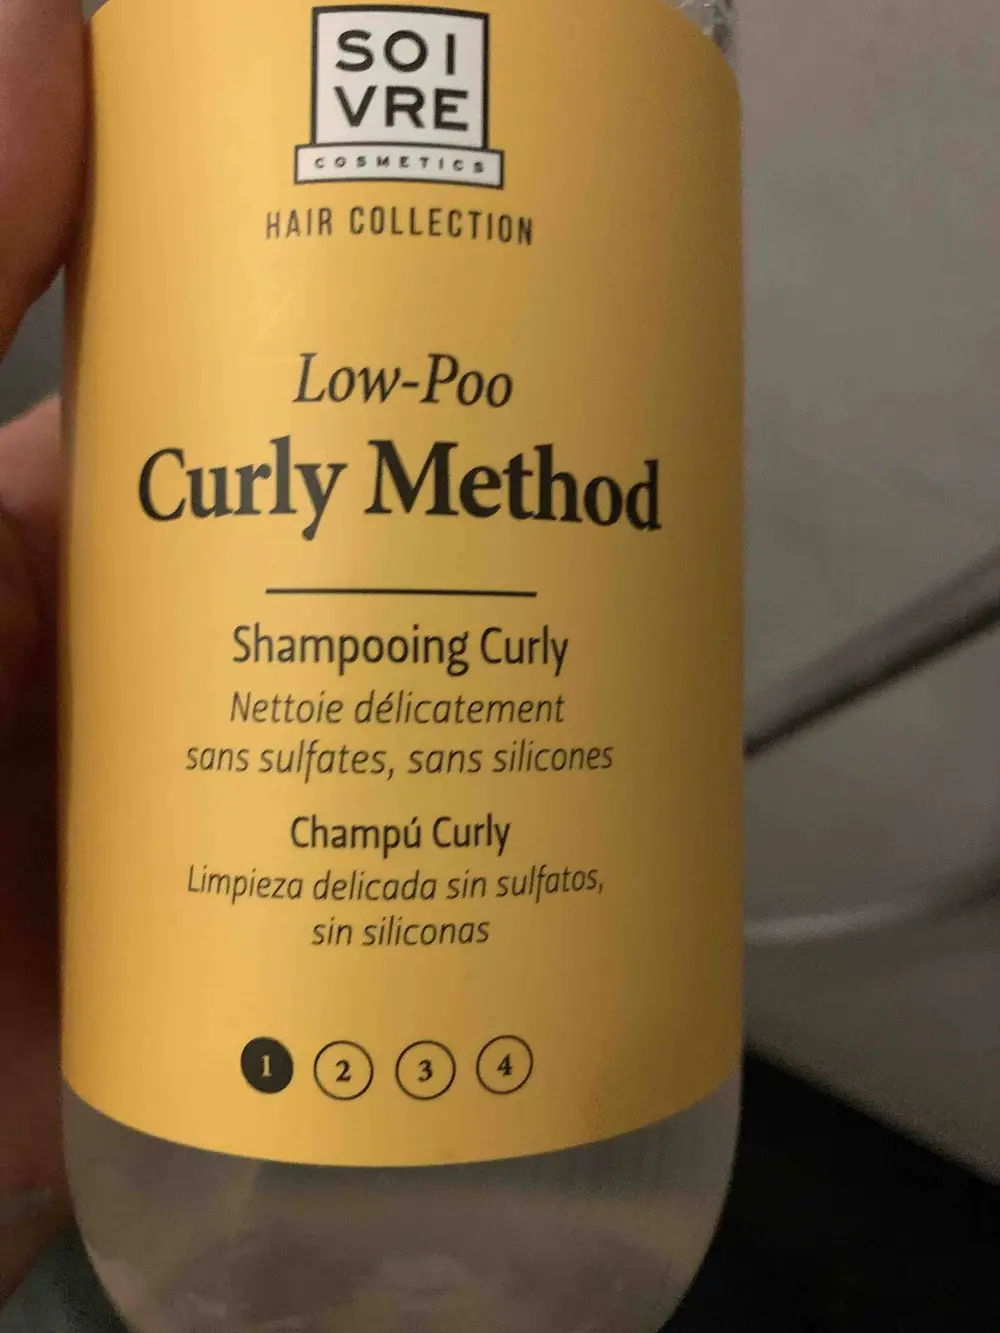 SOI
VRE
COSMETICS
HAIR COLLECTION
Low-Poo
Curly Method
Shampooing Curly
Nettoie délicatement
sans sulfates, sans silicones
Champú Curly
Limpieza delicada sin sulfatos,
sin siliconas
1 2 3 4